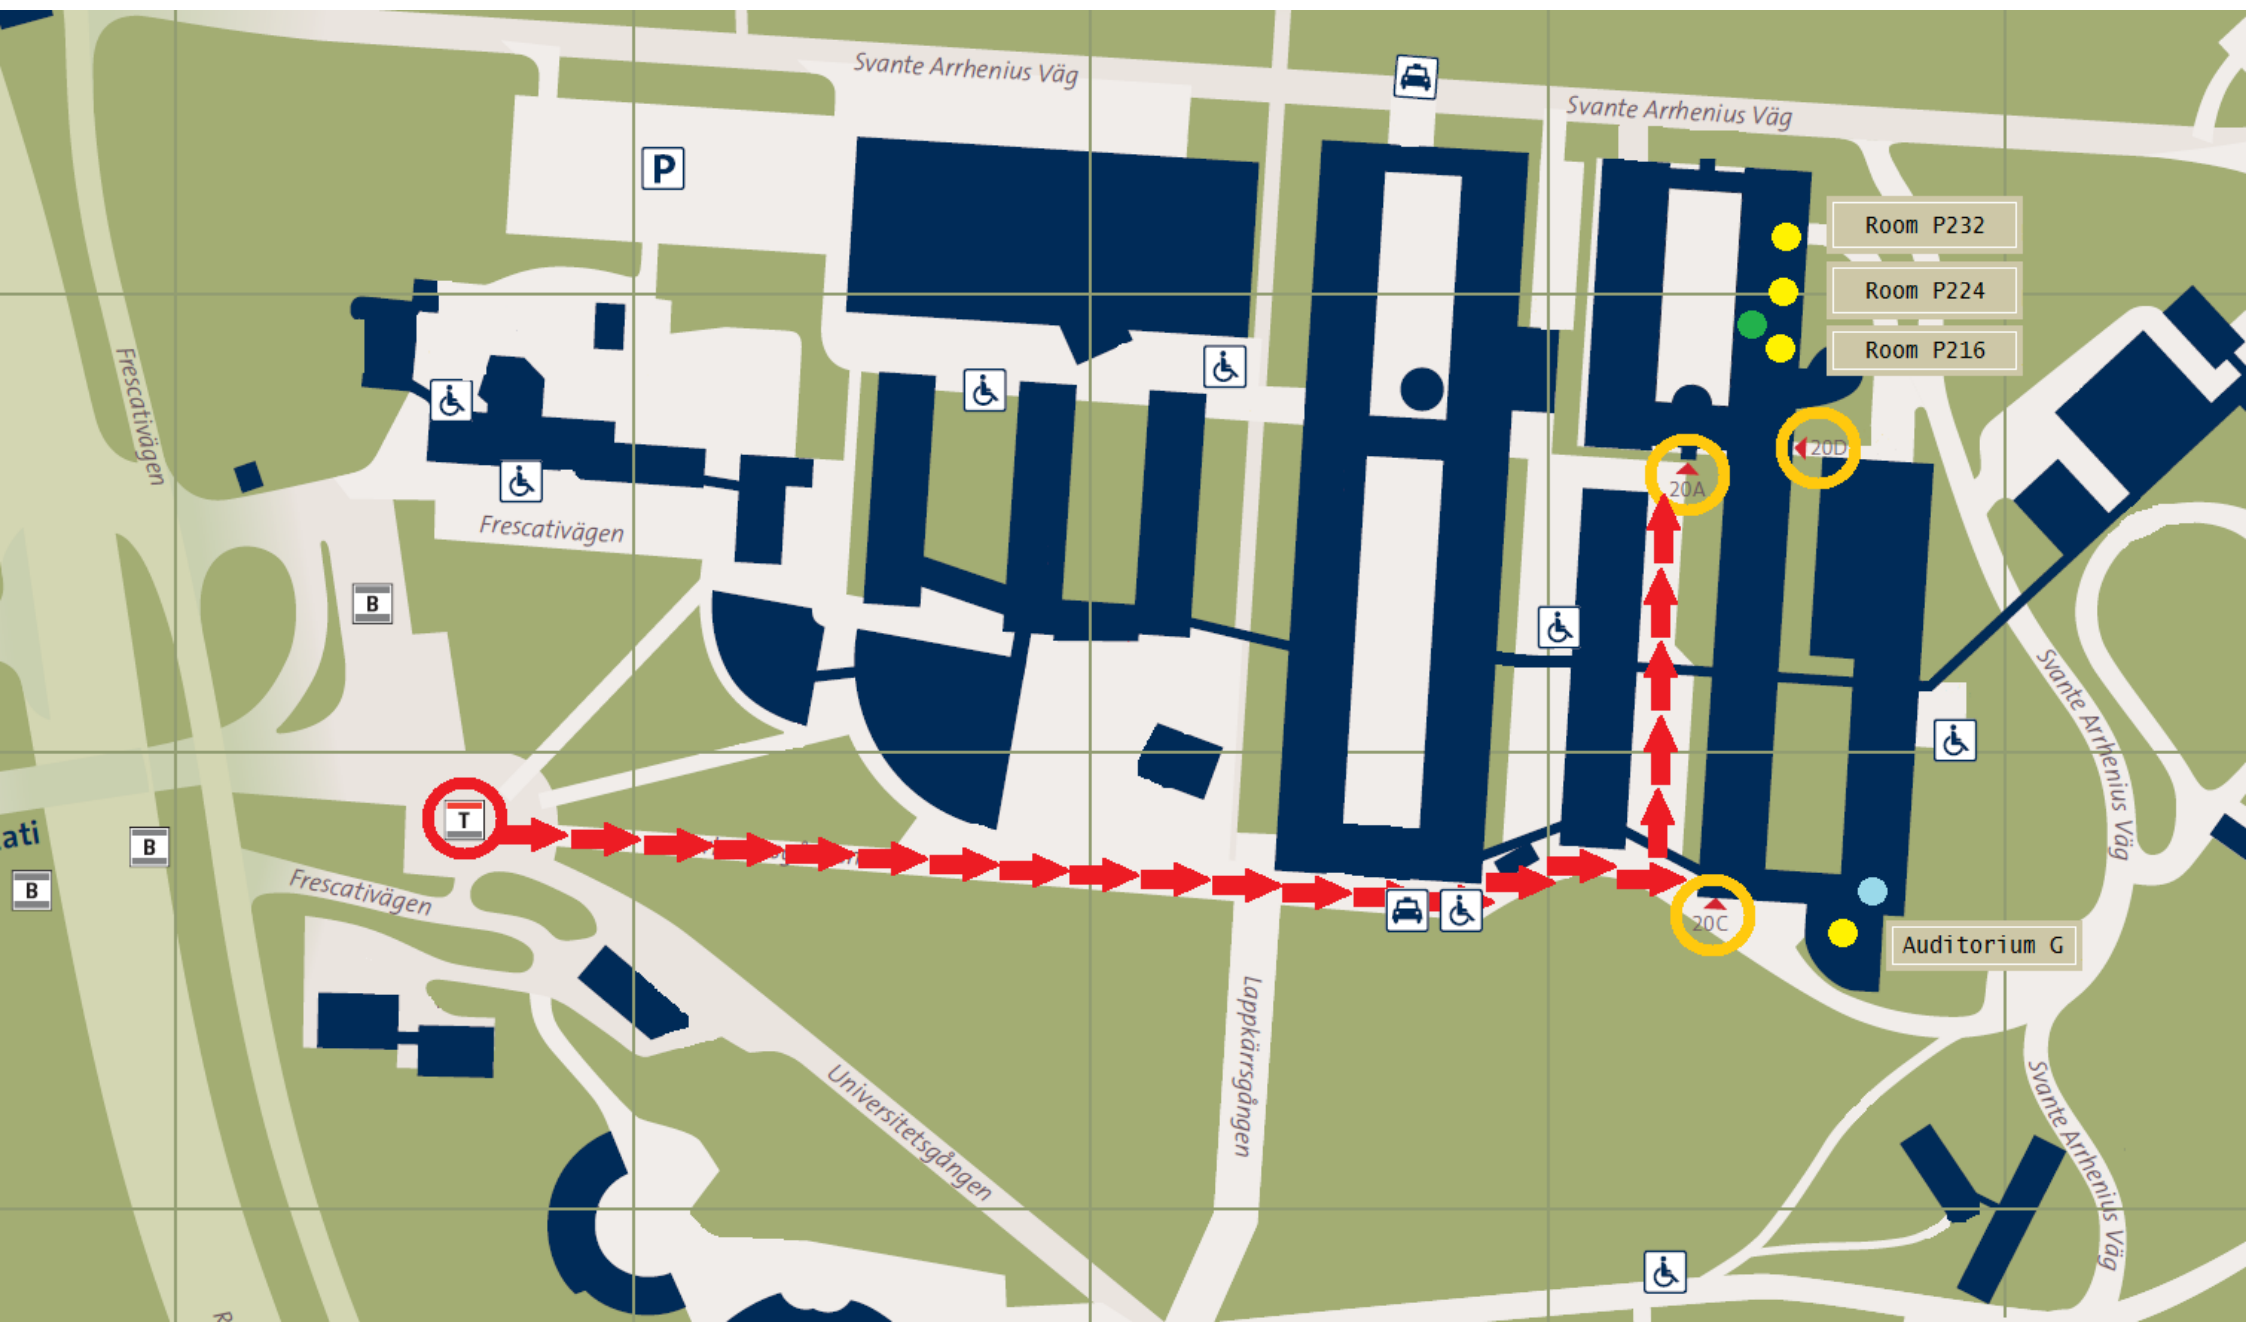 Svante Arrhenius Väg
Svante Arrhenius Väg
P
Room P232
Room P224
Room P216
Frescativägen
20D
20A
Frescativägen
B
T
B
B
Frescativägen
20C
Auditorium G
Svante Arrhenius Väg
Lappkärrsgången
Universitetsgången
Svante Arrhenius Väg